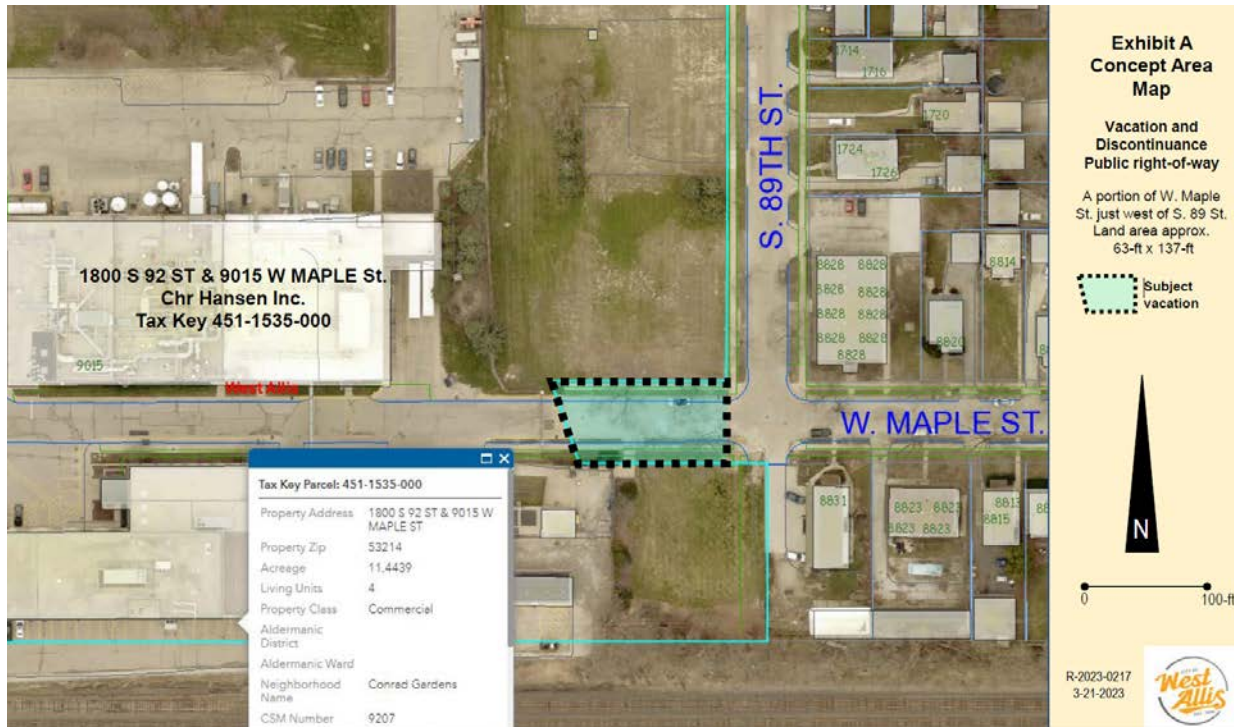 Exhibit A
Concept Area
Map
Vacation and
Discontinuance
Public right-of-way
A portion of W. Maple
St. just west of S. 89 St.
Land area approx.
63-ft x 137-ft
Subject
vacation
N
0 100-ft
R-2023-0217
3-21-2023
CITY OF
West
Allis
1714
1716
1720
1724
1726
S. 89TH ST.
8828 8828
8828 8828
8828 8828
8828 8828
8828
8814
8820
1800 S 92 ST & 9015 W MAPLE St.
Chr Hansen Inc.
Tax Key 451-1535-000
9015
West Allis
W. MAPLE ST.
8831
8823 8823
8823 8823
8813
8815
Tax Key Parcel: 451-1535-000
Property Address 1800 S 92 ST & 9015 W
MAPLE ST
Property Zip 53214
Acreage 11.4439
Living Units 4
Property Class Commercial
Aldermanic
District
Aldermanic Ward
Neighborhood Conrad Gardens
Name
CSM Number 9207